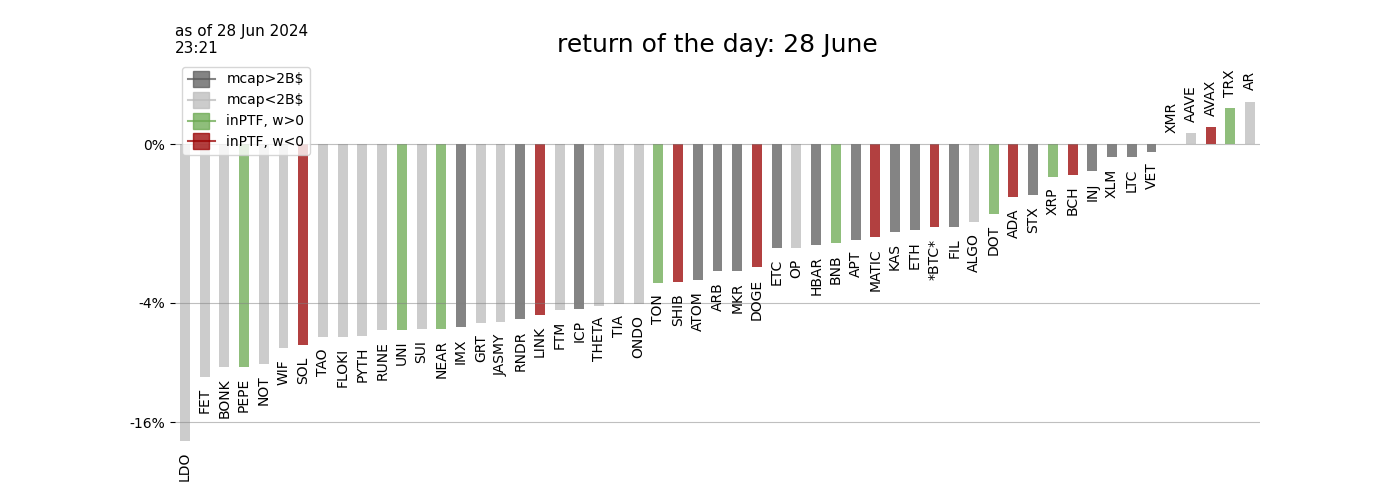 as of 28 Jun 2024
23:21
return of the day: 28 June
mcap>2B$
mcap<2B$
inPTF, w>0
inPTF, w<0
0%
-4%
-16%
LDO
FET
BONK
PEPE
NOT
WIF
SOL
TAO
FLOKI
PYTH
RUNE
UNI
SUI
NEAR
IMX
GRT
JASMY
RNDR
LINK
FTM
ICP
THETA
TIA
ONDO
TON
SHIB
ATOM
ARB
MKR
DOGE
ETC
OP
HBAR
BNB
APT
MATIC
KAS
ETH
*BTC*
FIL
ALGO
DOT
ADA
STX
XRP
BCH
INJ
XLM
LTC
VET
XMR
AAVE
AVAX
TRX
AR